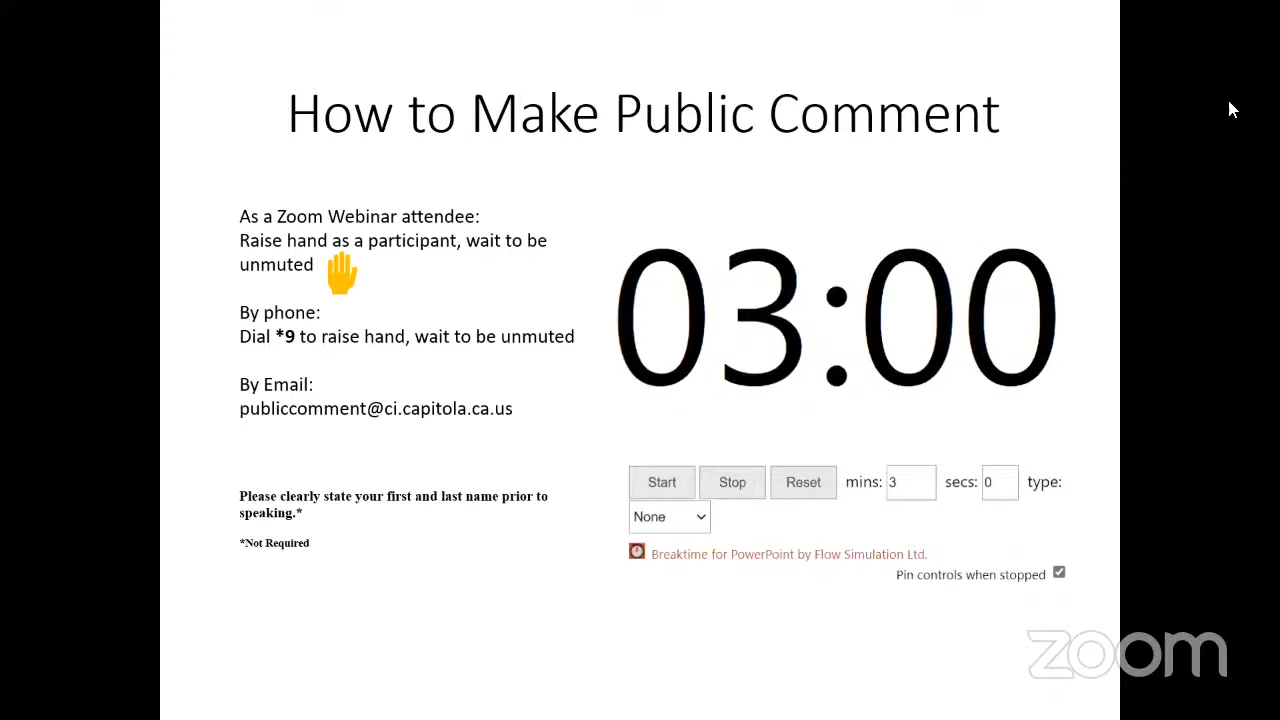 How to Make Public Comment
As a Zoom Webinar attendee:
Raise hand as a participant, wait to be
unmuted
By phone:
Dial *9 to raise hand, wait to be unmuted
By Email:
publiccomment@ci.capitola.ca.us
Please clearly state your first and last name prior to
speaking.*
*Not Required
03:00
Start Stop Reset mins: 3 secs: 0 type:
None
Breaktime for PowerPoint by Flow Simulation Ltd.
Pin controls when stopped
zoom